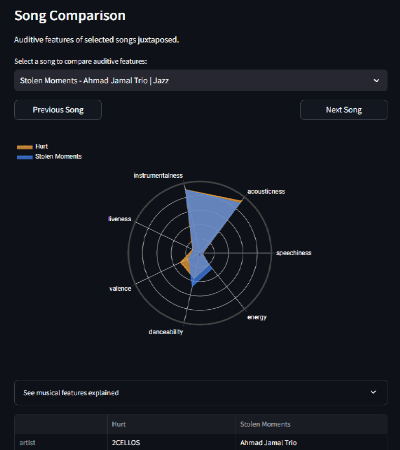 Song Comparison
Auditive features of selected songs juxtaposed.
Select a song to compare auditive features:
Stolen Moments - Ahmad Jamal Trio | Jazz
Previous Song
Next Song
Hurt
Stolen Moments
instrumentalness
acousticness
liveness
speechiness
valence
energy
danceability
See musical features explained
Hurt Stolen Moments
artist 2CELLOS Ahmad Jamal Trio